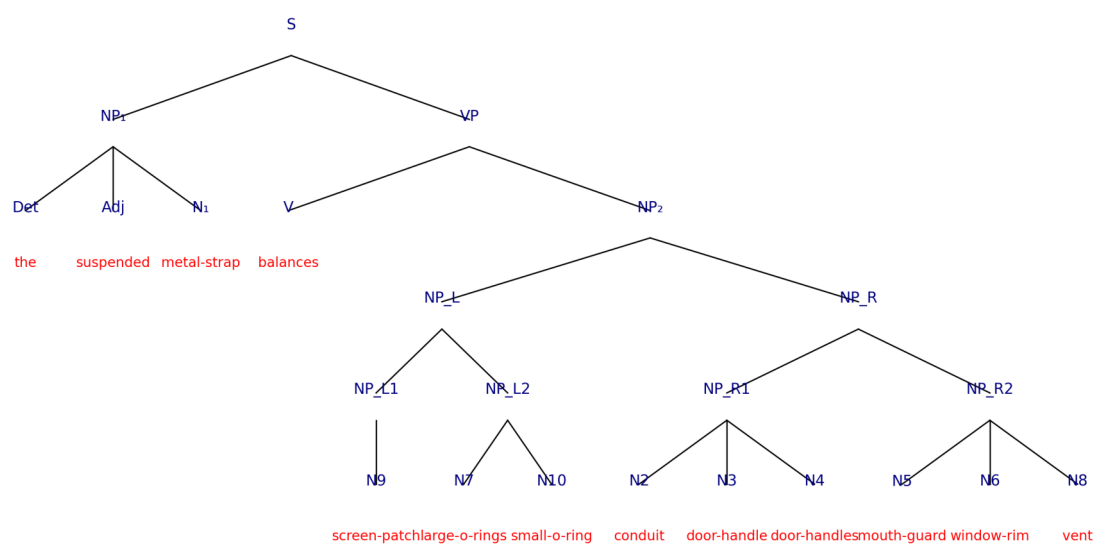 S
NP₁ VP
Det Adj N₁ V NP₂
the suspended metal-strap balances
NP_L NP_R
NP_L1 NP_L2 NP_R1 NP_R2
N9 N7 N10 N2 N3 N4 N5 N6 N8
screen-patch large-o-rings small-o-ring conduit door-handle door-handles mouth-guard window-rim vent